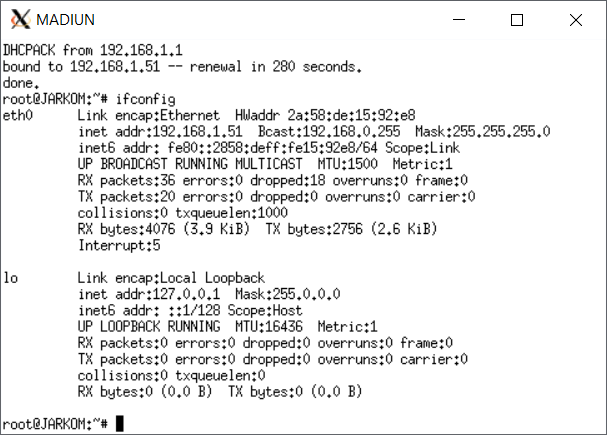 MADIUN
DHCPACK from 192.168.1.1
bound to 192.168.1.51 -- renewal in 280 seconds.
done.
root@JARKOM:~# ifconfig
eth0      Link encap:Ethernet  HWaddr 2a:58:de:15:92:e8
          inet addr:192.168.1.51  Bcast:192.168.0.255  Mask:255.255.255.0
          inet6 addr: fe80::2858:deff:fe15:92e8/64 Scope:Link
          UP BROADCAST RUNNING MULTICAST  MTU:1500  Metric:1
          RX packets:36 errors:0 dropped:18 overruns:0 frame:0
          TX packets:20 errors:0 dropped:0 overruns:0 carrier:0
          collisions:0 txqueuelen:1000
          RX bytes:4076 (3.9 KiB)  TX bytes:2756 (2.6 KiB)
          Interrupt:5
lo        Link encap:Local Loopback
          inet addr:127.0.0.1  Mask:255.0.0.0
          inet6 addr: ::1/128 Scope:Host
          UP LOOPBACK RUNNING  MTU:16436  Metric:1
          RX packets:0 errors:0 dropped:0 overruns:0 frame:0
          TX packets:0 errors:0 dropped:0 overruns:0 carrier:0
          collisions:0 txqueuelen:0
          RX bytes:0 (0.0 B)  TX bytes:0 (0.0 B)
root@JARKOM:~#